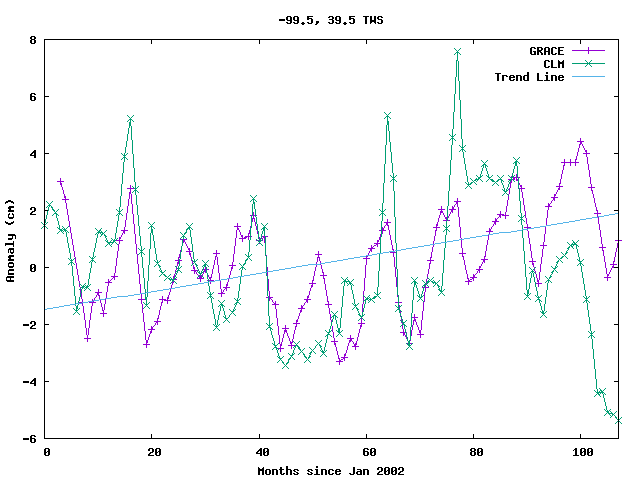 -99.5, 39.5 TWS
8
GRACE
CLM
Trend Line
6
4
2
0
-2
-4
-6
Anomaly (cm)
0 20 40 60 80 100
Months since Jan 2002